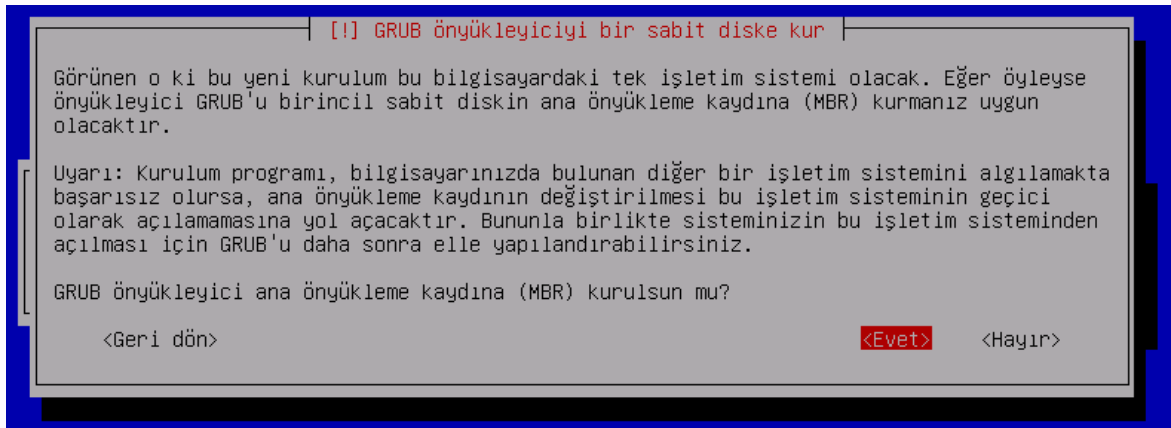 [!] GRUB önyükleyiciyi bir sabit diske kur
Görünen o ki bu yeni kurulum bu bilgisayardaki tek işletim sistemi olacak. Eğer öyleyse
önyükleyici GRUB'u birincil sabit diskin ana önyükleme kaydına (MBR) kurmanız uygun
olacaktır.
Uyarı: Kurulum programı, bilgisayarınızda bulunan diğer bir işletim sistemini algılamakta
başarısız olursa, ana önyükleme kaydının değiştirilmesi bu işletim sisteminin geçici
olarak açılamamasına yol açacaktır. Bununla birlikte sisteminizin bu işletim sisteminden
açılması için GRUB'u daha sonra elle yapılandırabilirsiniz.
GRUB önyükleyici ana önyükleme kaydına (MBR) kurulsun mu?
<Geri dön> <Evet> <Hayır>